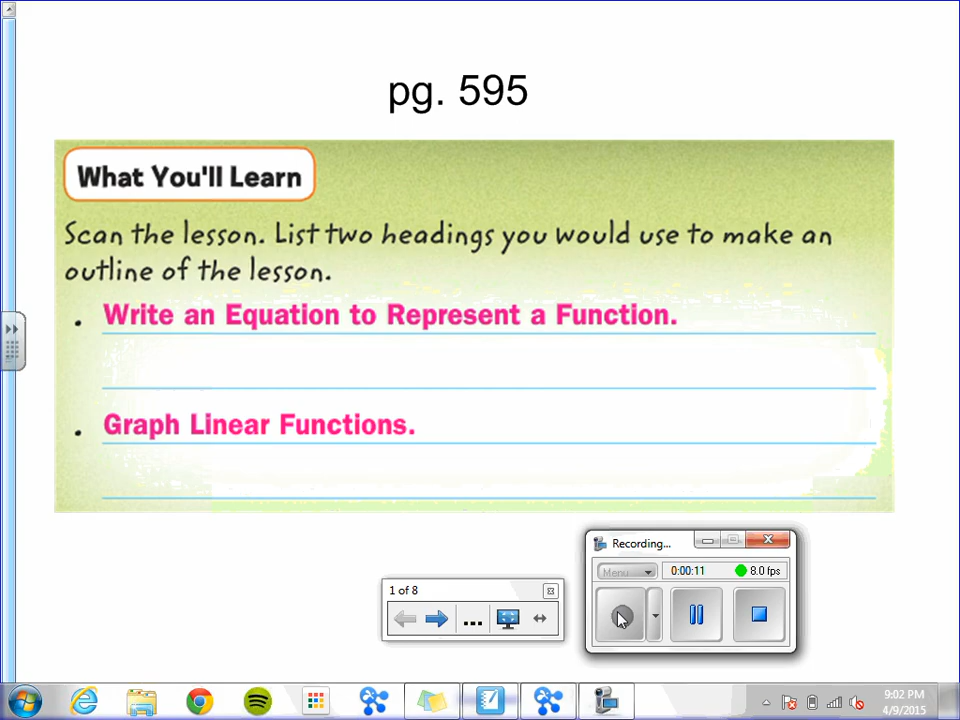 pg. 595
What You'll Learn
Scan the lesson. List two headings you would use to make an
outline of the lesson.
. Write an Equation to Represent a Function.
. Graph Linear Functions.
Recording...
Menu
0:00:11
8.0 fps
1 of 8
...
9:02 PM
4/9/2015